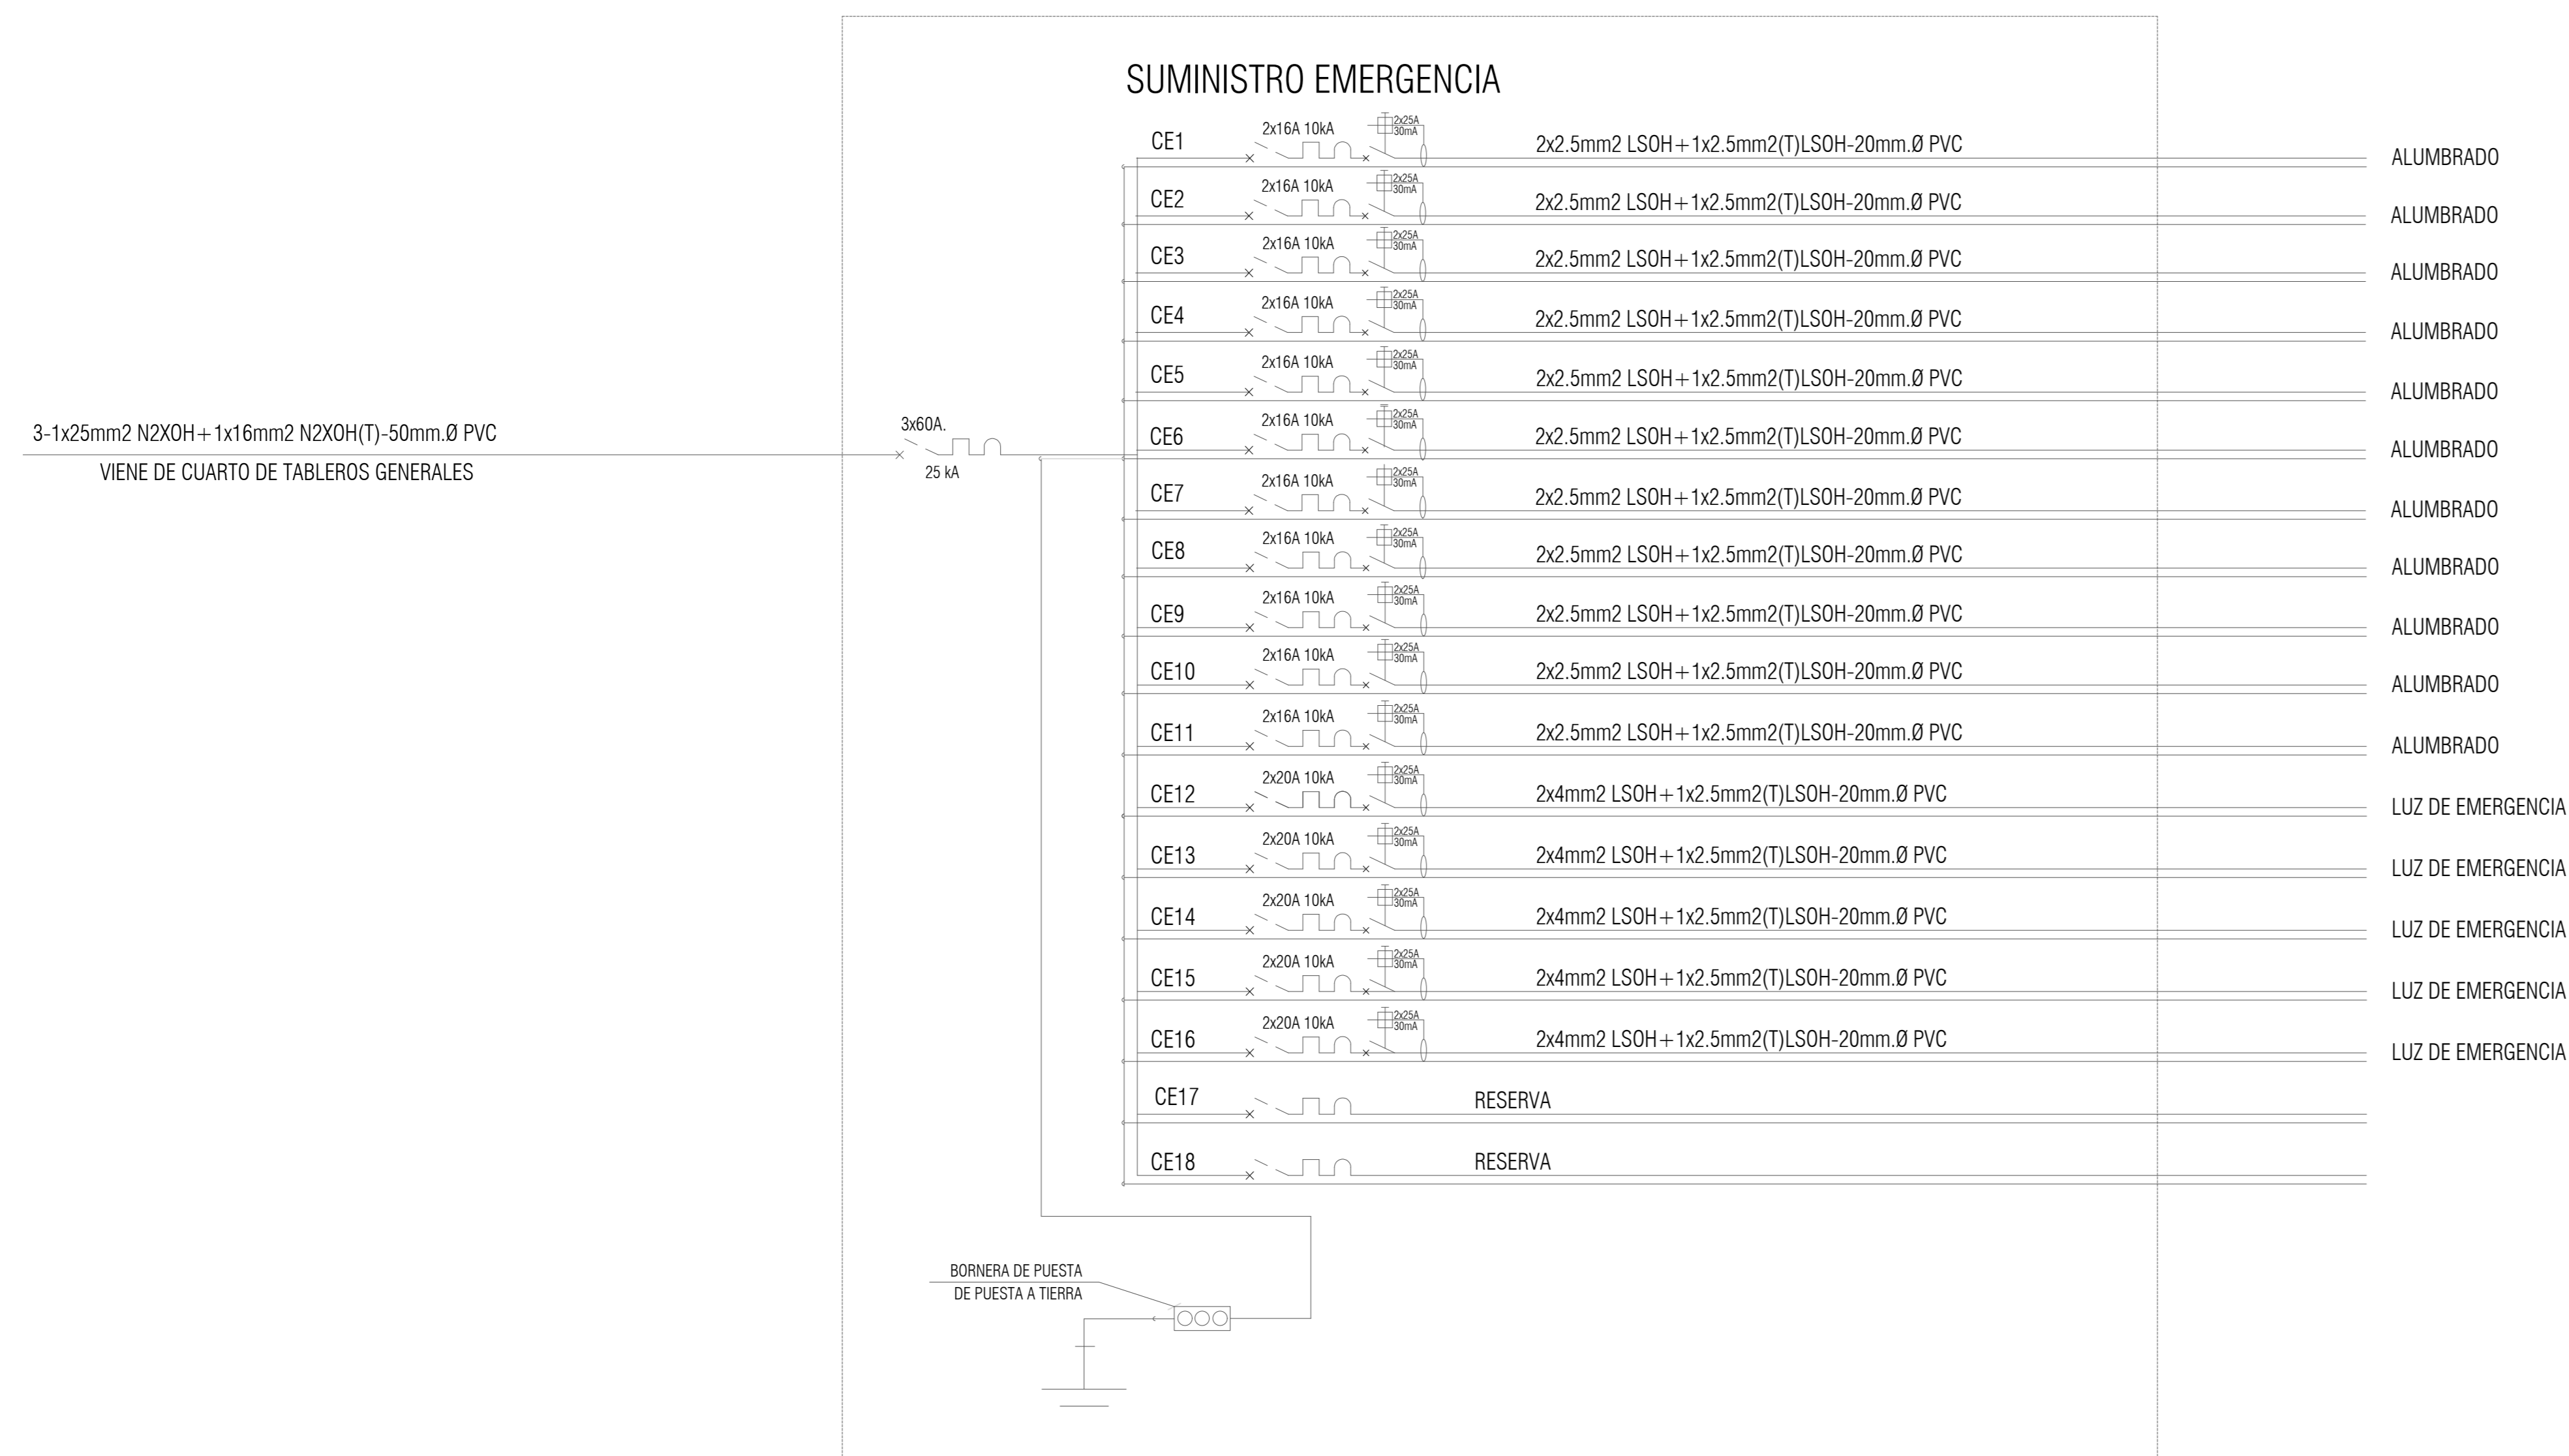 SUMINISTRO EMERGENCIA
CE1 2x16A 10kA 2x25A 30mA 2x2.5mm2 LSOH+1x2.5mm2(T)LSOH-20mm.Ø PVC ALUMBRADO
CE2 2x16A 10kA 2x25A 30mA 2x2.5mm2 LSOH+1x2.5mm2(T)LSOH-20mm.Ø PVC ALUMBRADO
CE3 2x16A 10kA 2x25A 30mA 2x2.5mm2 LSOH+1x2.5mm2(T)LSOH-20mm.Ø PVC ALUMBRADO
CE4 2x16A 10kA 2x25A 30mA 2x2.5mm2 LSOH+1x2.5mm2(T)LSOH-20mm.Ø PVC ALUMBRADO
CE5 2x16A 10kA 2x25A 30mA 2x2.5mm2 LSOH+1x2.5mm2(T)LSOH-20mm.Ø PVC ALUMBRADO
3-1x25mm2 N2XOH+1x16mm2 N2XOH(T)-50mm.Ø PVC
VIENE DE CUARTO DE TABLEROS GENERALES
3x60A.
25 kA
CE6 2x16A 10kA 2x25A 30mA 2x2.5mm2 LSOH+1x2.5mm2(T)LSOH-20mm.Ø PVC ALUMBRADO
CE7 2x16A 10kA 2x25A 30mA 2x2.5mm2 LSOH+1x2.5mm2(T)LSOH-20mm.Ø PVC ALUMBRADO
CE8 2x16A 10kA 2x25A 30mA 2x2.5mm2 LSOH+1x2.5mm2(T)LSOH-20mm.Ø PVC ALUMBRADO
CE9 2x16A 10kA 2x25A 30mA 2x2.5mm2 LSOH+1x2.5mm2(T)LSOH-20mm.Ø PVC ALUMBRADO
CE10 2x16A 10kA 2x25A 30mA 2x2.5mm2 LSOH+1x2.5mm2(T)LSOH-20mm.Ø PVC ALUMBRADO
CE11 2x16A 10kA 2x25A 30mA 2x2.5mm2 LSOH+1x2.5mm2(T)LSOH-20mm.Ø PVC ALUMBRADO
CE12 2x20A 10kA 2x25A 30mA 2x4mm2 LSOH+1x2.5mm2(T)LSOH-20mm.Ø PVC LUZ DE EMERGENCIA
CE13 2x20A 10kA 2x25A 30mA 2x4mm2 LSOH+1x2.5mm2(T)LSOH-20mm.Ø PVC LUZ DE EMERGENCIA
CE14 2x20A 10kA 2x25A 30mA 2x4mm2 LSOH+1x2.5mm2(T)LSOH-20mm.Ø PVC LUZ DE EMERGENCIA
CE15 2x20A 10kA 2x25A 30mA 2x4mm2 LSOH+1x2.5mm2(T)LSOH-20mm.Ø PVC LUZ DE EMERGENCIA
CE16 2x20A 10kA 2x25A 30mA 2x4mm2 LSOH+1x2.5mm2(T)LSOH-20mm.Ø PVC LUZ DE EMERGENCIA
CE17 RESERVA
CE18 RESERVA
BORNERA DE PUESTA
DE PUESTA A TIERRA